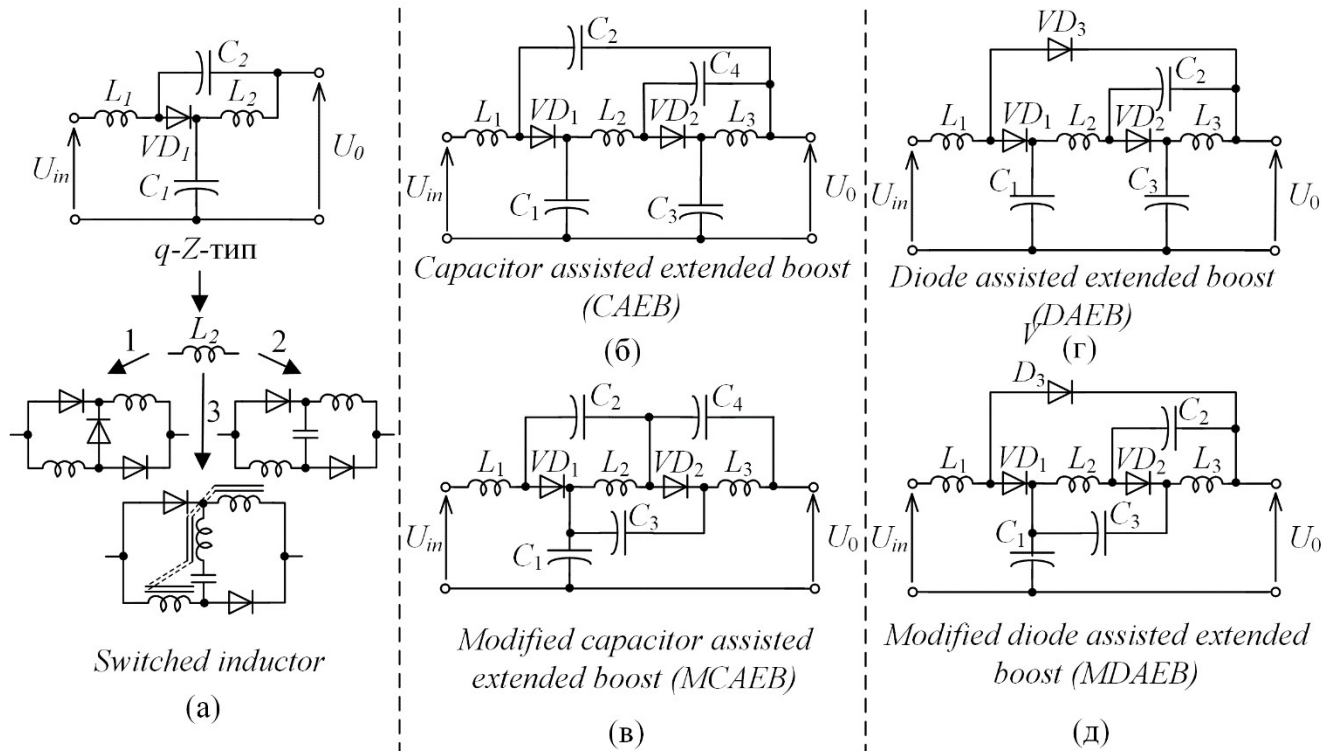 C2
L1
L2
VD1
Uin
C1
U0
q-Z-тип
L2
1
2
3
Switched inductor
(а)
C2
C4
L1
VD1
L2
VD2
L3
Uin
C1
C3
U0
Capacitor assisted extended boost
(CAEB)
(б)
C2
C4
L1
VD1
L2
VD2
L3
Uin
C1
C3
U0
Modified capacitor assisted
extended boost (MCAEB)
(в)
VD3
C2
L1
VD1
L2
VD2
L3
Uin
C1
C3
U0
Diode assisted extended boost
(DAEB)
(г)
V
D3
C2
L1
VD1
L2
VD2
L3
Uin
C1
C3
U0
Modified diode assisted extended
boost (MDAEB)
(д)